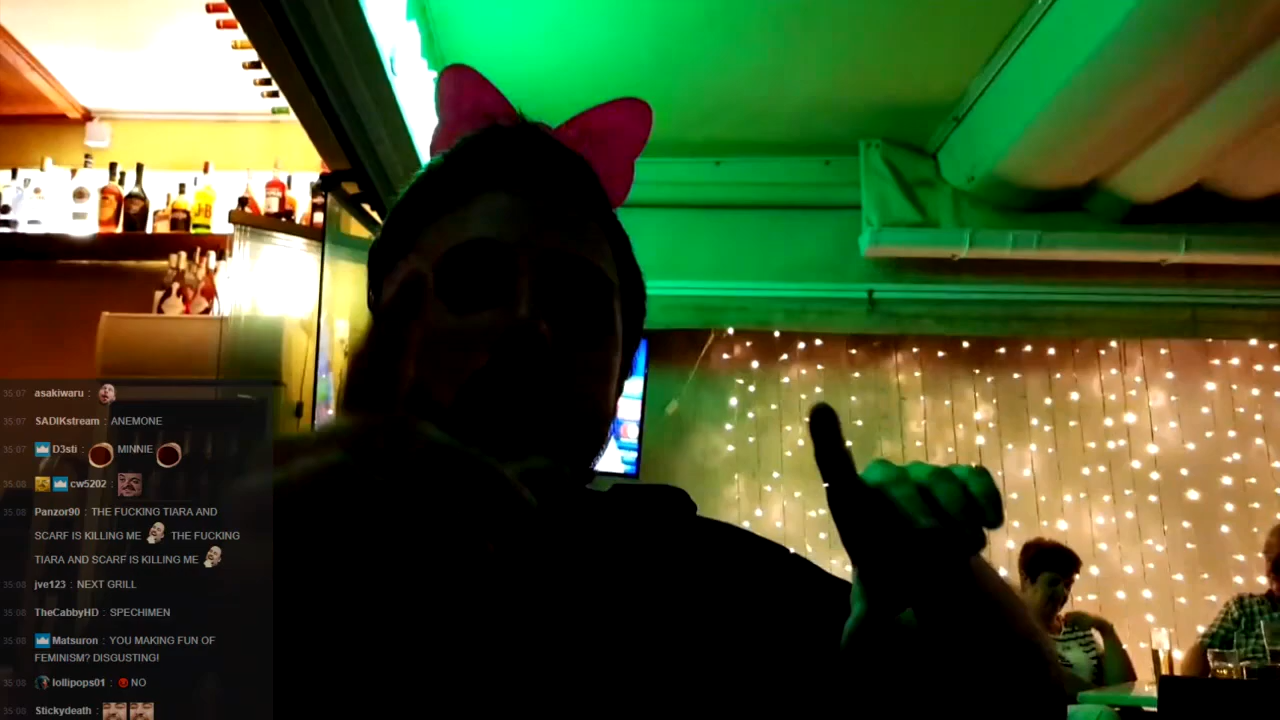 35:07 asakiwaru :
35:07 SADIKstream : ANEMONE
35:07 D3sti : MINNIE
35:08 cw5202 :
35:08 Panzor90 : THE FUCKING TIARA AND
SCARF IS KILLING ME THE FUCKING
TIARA AND SCARF IS KILLING ME
35:08 jve123 : NEXT GRILL
35:08 TheCabbyHD : SPECHIMEN
35:08 Matsuron : YOU MAKING FUN OF
FEMINISM? DISGUSTING!
35:08 lollipops01 : NO
35:08 Stickydeath :
J&B